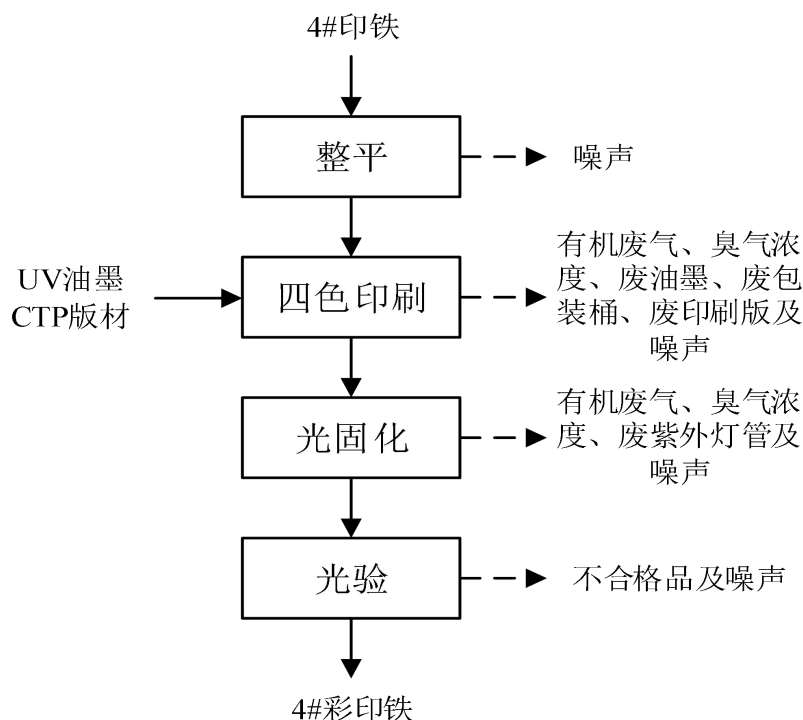 4#印铁
整平
噪声
UV油墨
CTP版材
四色印刷
有机废气、臭气浓
度、废油墨、废包
装桶、废印刷版及
噪声
光固化
有机废气、臭气浓
度、废紫外灯管及
噪声
光验
不合格品及噪声
4#彩印铁